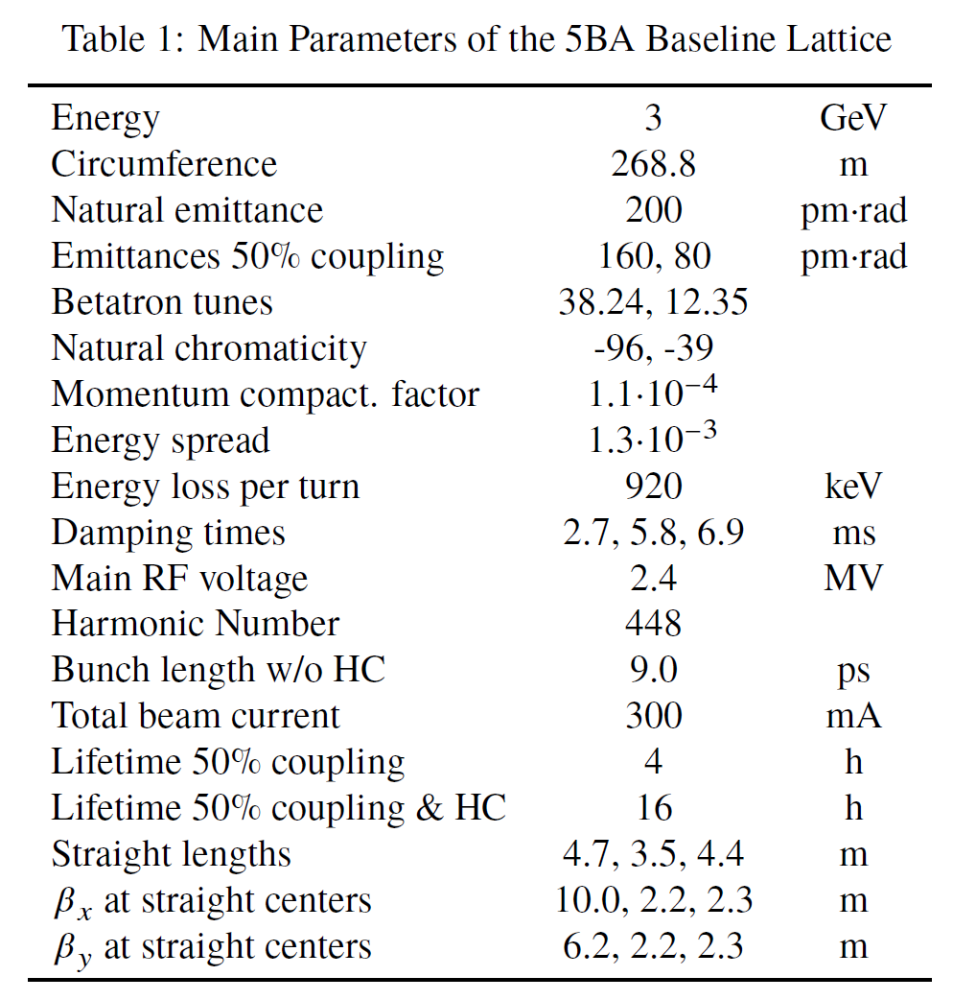 Table 1: Main Parameters of the 5BA Baseline Lattice
Energy 3 GeV
Circumference 268.8 m
Natural emittance 200 pm·rad
Emittances 50% coupling 160, 80 pm·rad
Betatron tunes 38.24, 12.35
Natural chromaticity -96, -39
Momentum compact. factor 1.1·10⁻⁴
Energy spread 1.3·10⁻³
Energy loss per turn 920 keV
Damping times 2.7, 5.8, 6.9 ms
Main RF voltage 2.4 MV
Harmonic Number 448
Bunch length w/o HC 9.0 ps
Total beam current 300 mA
Lifetime 50% coupling 4 h
Lifetime 50% coupling & HC 16 h
Straight lengths 4.7, 3.5, 4.4 m
βₓ at straight centers 10.0, 2.2, 2.3 m
β_y at straight centers 6.2, 2.2, 2.3 m